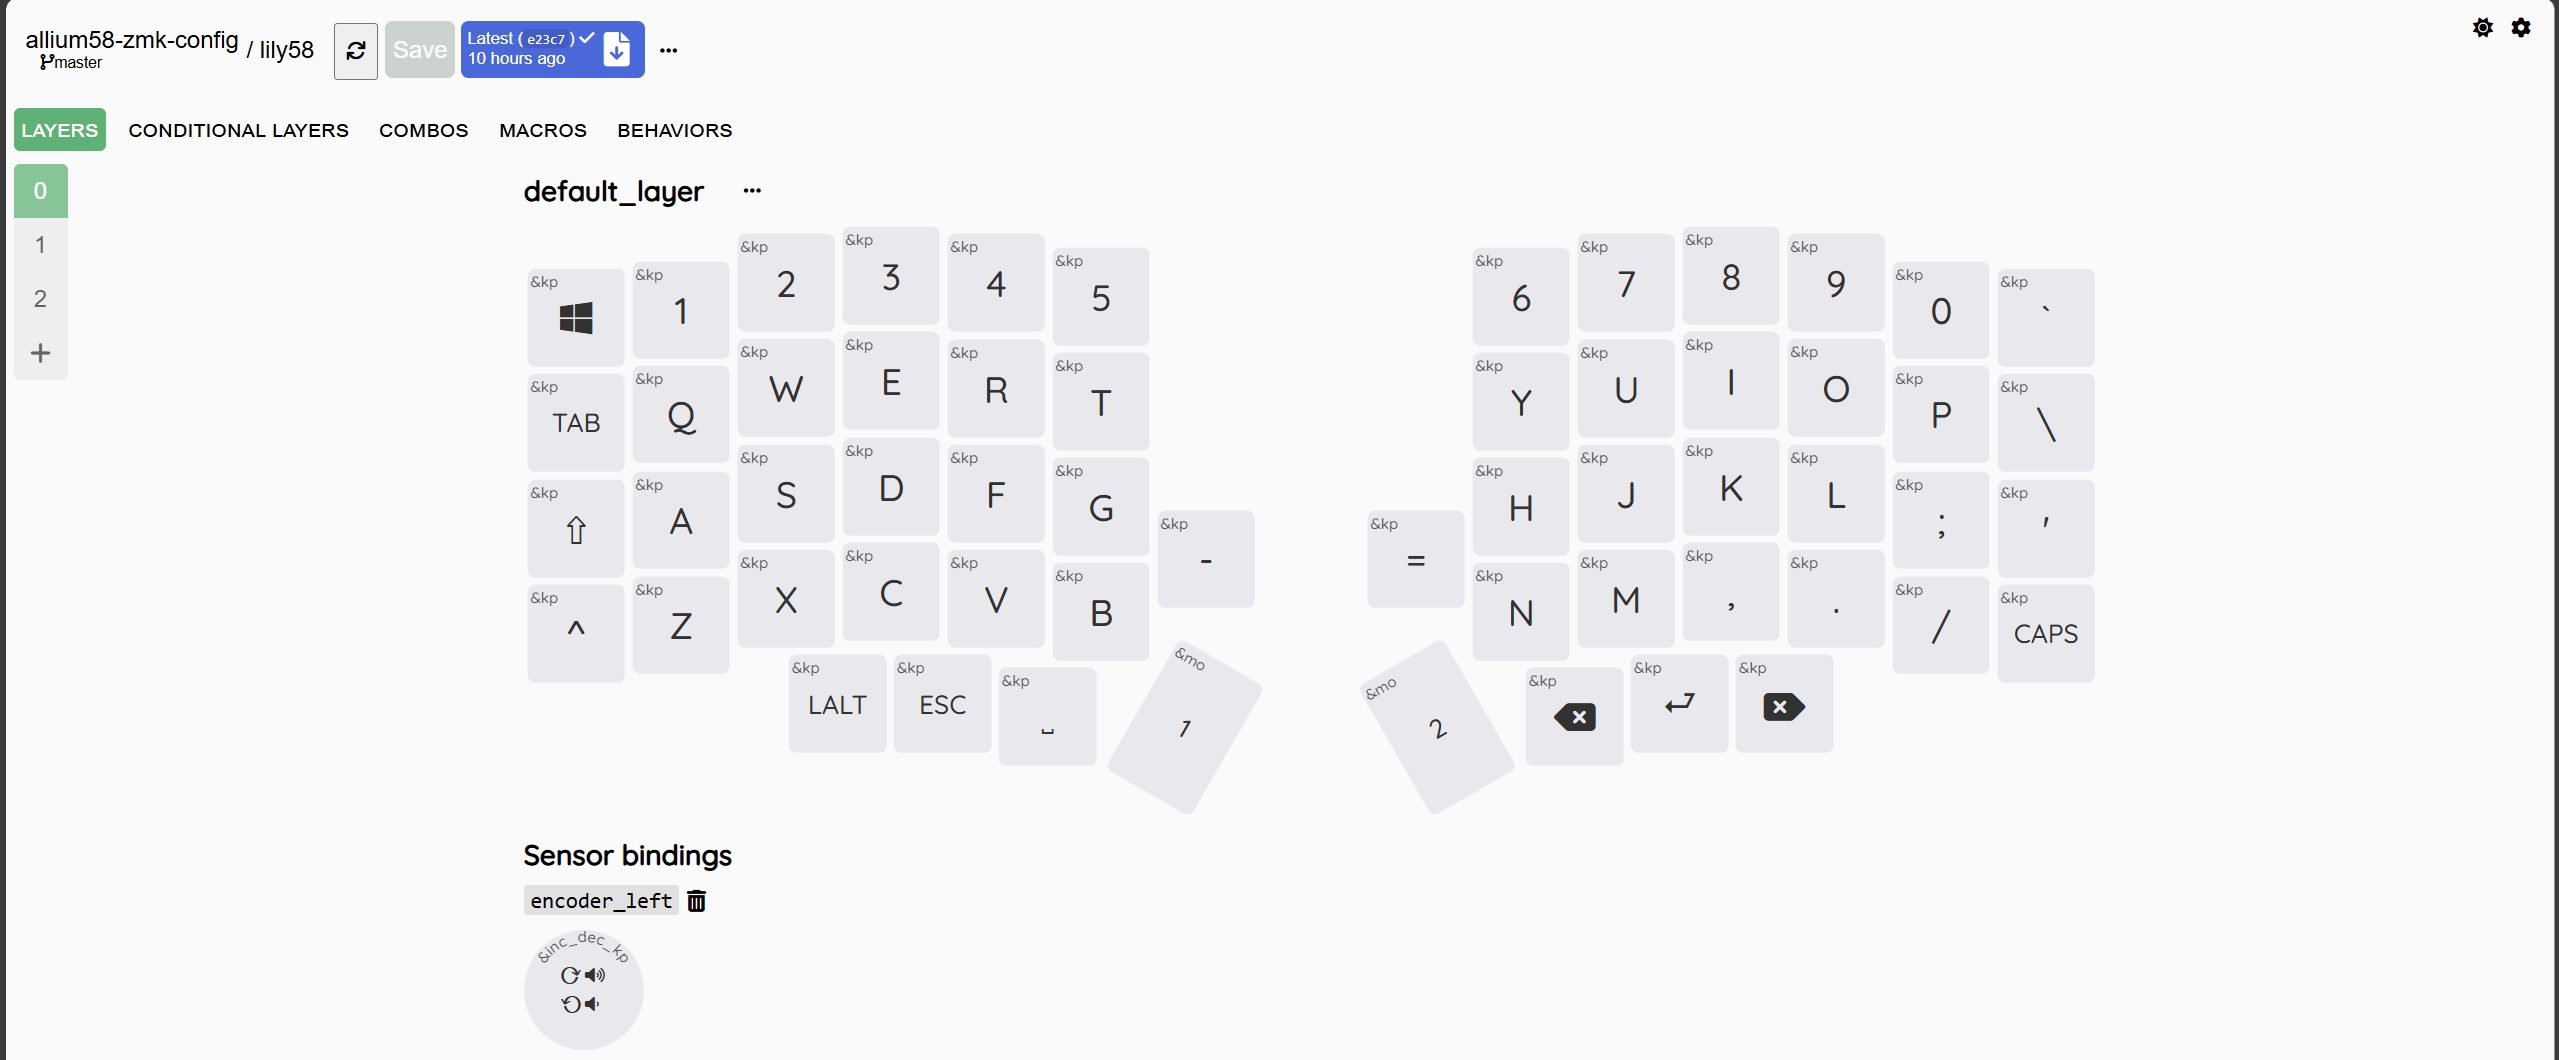 allium58-zmk-config / lily58
master
Save
Latest ( e23c7 )
10 hours ago
LAYERS CONDITIONAL LAYERS COMBOS MACROS BEHAVIORS
0
1
2
+
default_layer
&kp &kp 1 &kp 2 &kp 3 &kp 4 &kp 5 &kp 6 &kp 7 &kp 8 &kp 9 &kp 0 &kp `
&kp TAB &kp Q &kp W &kp E &kp R &kp T &kp Y &kp U &kp I &kp O &kp P &kp \
&kp ⇧ &kp A &kp S &kp D &kp F &kp G &kp H &kp J &kp K &kp L &kp ; &kp '
&kp ^ &kp Z &kp X &kp C &kp V &kp B &kp - &kp = &kp N &kp M &kp , &kp . &kp / &kp CAPS
&kp LALT &kp ESC &kp ␣ &mo 1 &mo 2 &kp &kp &kp
Sensor bindings
encoder_left
&inc_dec_kp